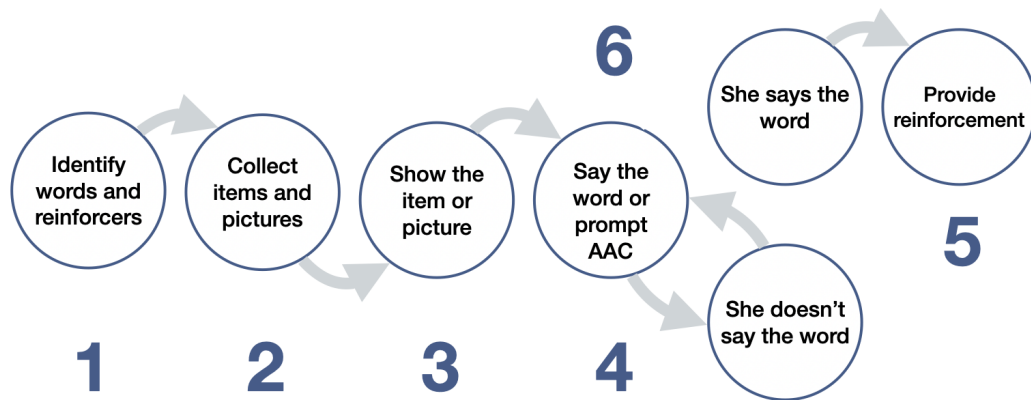 Identify
words and
reinforcers
1
Collect
items and
pictures
2
Show the
item or
picture
3
Say the
word or
prompt
AAC
4
6
She says the
word
She doesn't
say the word
Provide
reinforcement
5